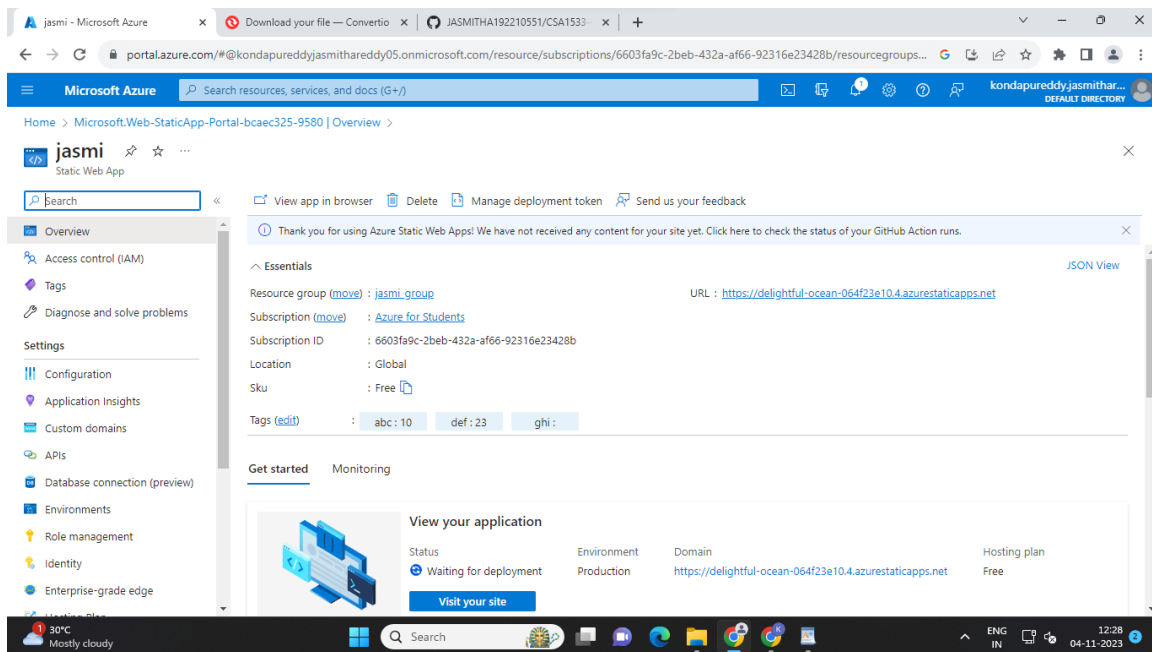 jasmi - Microsoft Azure
Download your file — Convertio
JASMITHA192210551/CSA1533-
portal.azure.com/#@kondapureddyjasmithareddy05.onmicrosoft.com/resource/subscriptions/6603fa9c-2beb-432a-af66-92316e23428b/resourcegroups...
Microsoft Azure
Search resources, services, and docs (G+/)
1
kondapureddy.jasmithar...
DEFAULT DIRECTORY
Home > Microsoft.Web-StaticApp-Portal-bcaec325-9580 | Overview >
jasmi
Static Web App
Search
View app in browser Delete Manage deployment token Send us your feedback
Overview
Access control (IAM)
Tags
Diagnose and solve problems
Settings
Configuration
Application Insights
Custom domains
APIs
Database connection (preview)
Environments
Role management
Identity
Enterprise-grade edge
Thank you for using Azure Static Web Apps! We have not received any content for your site yet. Click here to check the status of your GitHub Action runs.
Essentials
JSON View
Resource group (move) : jasmi_group
URL : https://delightful-ocean-064f23e10.4.azurestaticapps.net
Subscription (move) : Azure for Students
Subscription ID : 6603fa9c-2beb-432a-af66-92316e23428b
Location : Global
Sku : Free
Tags (edit) : abc : 10 def : 23 ghi :
Get started Monitoring
View your application
Status Environment Domain Hosting plan
Waiting for deployment Production https://delightful-ocean-064f23e10.4.azurestaticapps.net Free
Visit your site
1
30°C
Mostly cloudy
Search
ENG
IN
12:28
04-11-2023
2